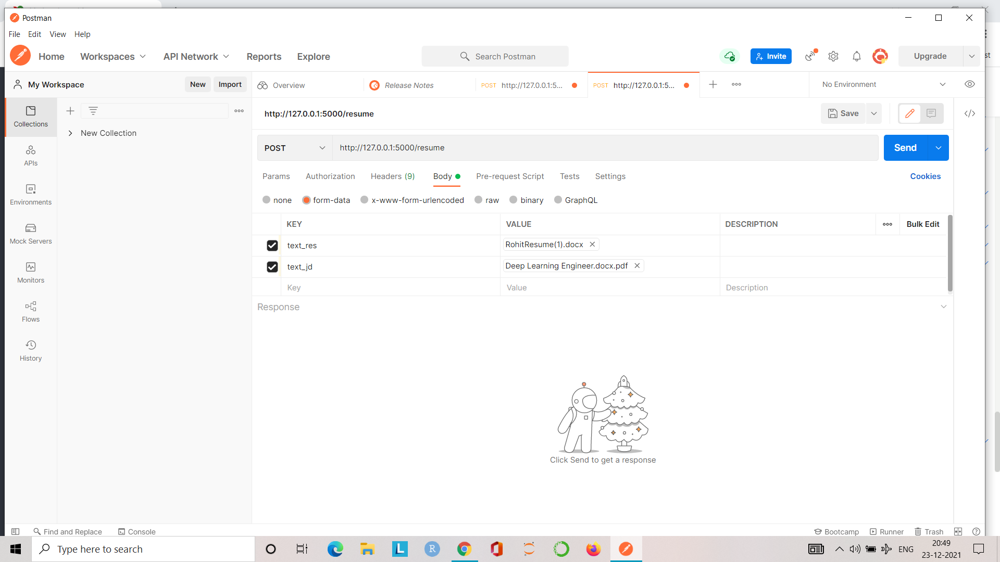 Postman
File Edit View Help
Home Workspaces API Network Reports Explore Search Postman Invite Upgrade
st
My Workspace New Import Overview Release Notes POST http://127.0.0.1:5... POST http://127.0.0.1:5... No Environment
http://127.0.0.1:5000/resume Save
Collections
New Collection
POST http://127.0.0.1:5000/resume Send
APIs
Params Authorization Headers (9) Body Pre-request Script Tests Settings Cookies
none form-data x-www-form-urlencoded raw binary GraphQL
Environments
KEY VALUE DESCRIPTION Bulk Edit
Mock Servers
text_res RohitResume(1).docx
text_jd Deep Learning Engineer.docx.pdf
Monitors
Key Value Description
Response
Flows
History
Click Send to get a response
Find and Replace Console Bootcamp Runner Trash
Type here to search
L R
ENG
20:49
23-12-2021